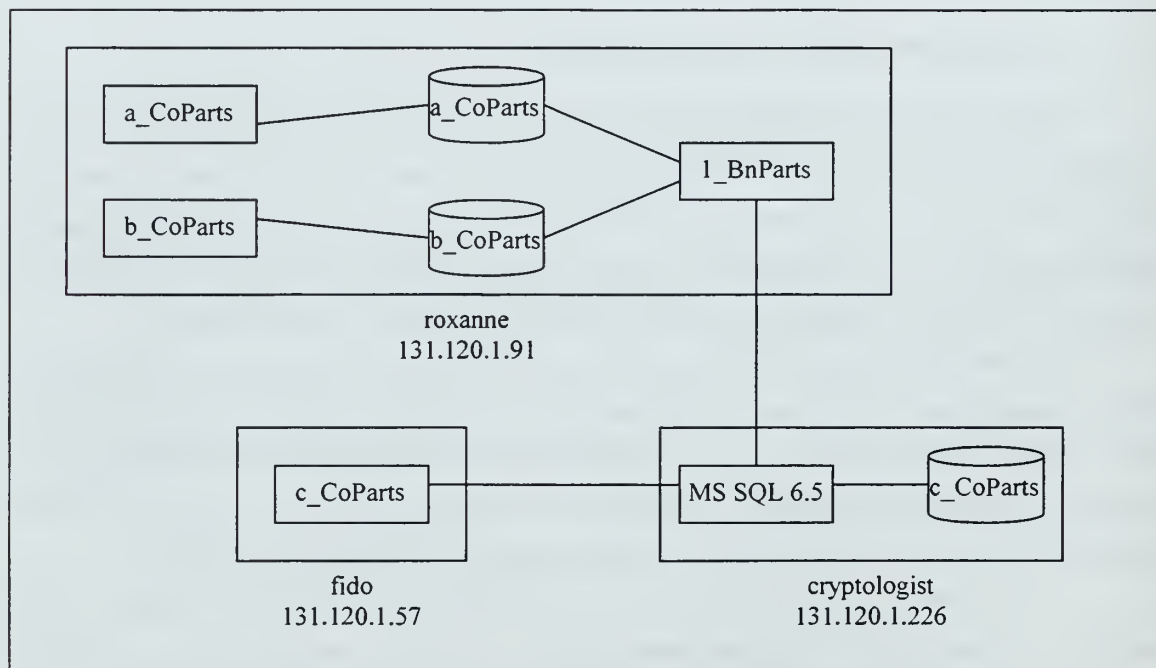 a_CoParts
a_CoParts
1_BnParts
b_CoParts
b_CoParts
roxanne
131.120.1.91
c_CoParts
MS SQL 6.5
c_CoParts
fido
131.120.1.57
cryptologist
131.120.1.226